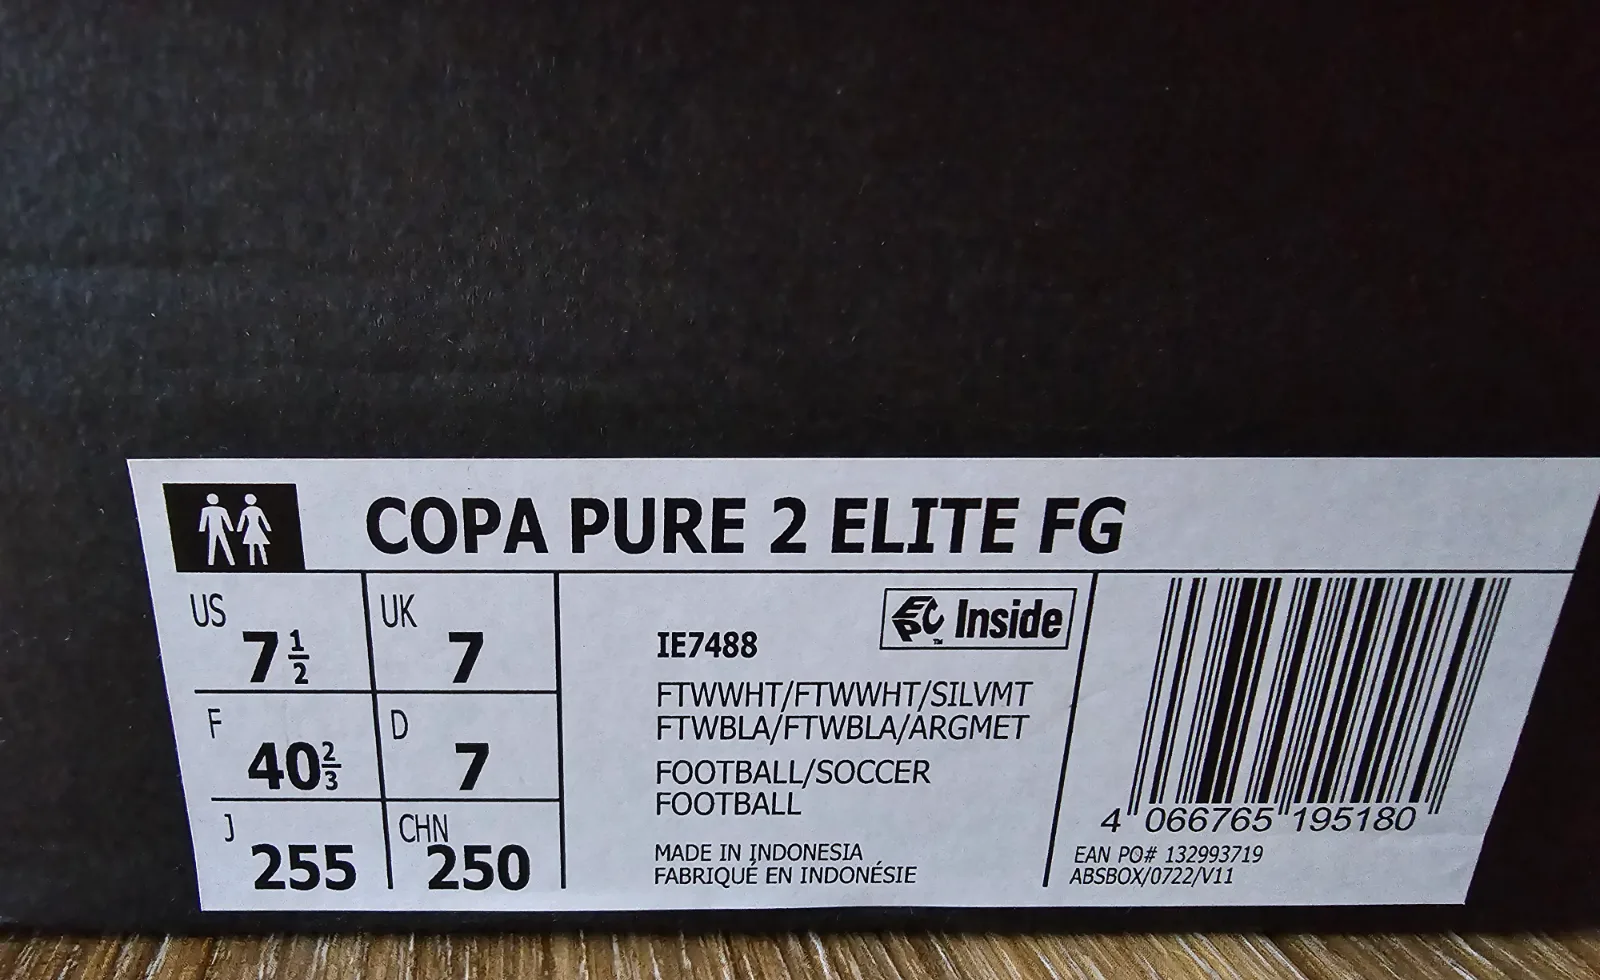 COPA PURE 2 ELITE FG
US 7 1/2
UK 7
F 40 2/3
D 7
J 255
CHN 250
EPC™ Inside
IE7488
FTWWHT/FTWWHT/SILVMT
FTWBLA/FTWBLA/ARGMET
FOOTBALL/SOCCER
FOOTBALL
MADE IN INDONESIA
FABRIQUÉ EN INDONÉSIE
4 066765 195180
EAN PO# 132993719
ABSBOX/0722/V11